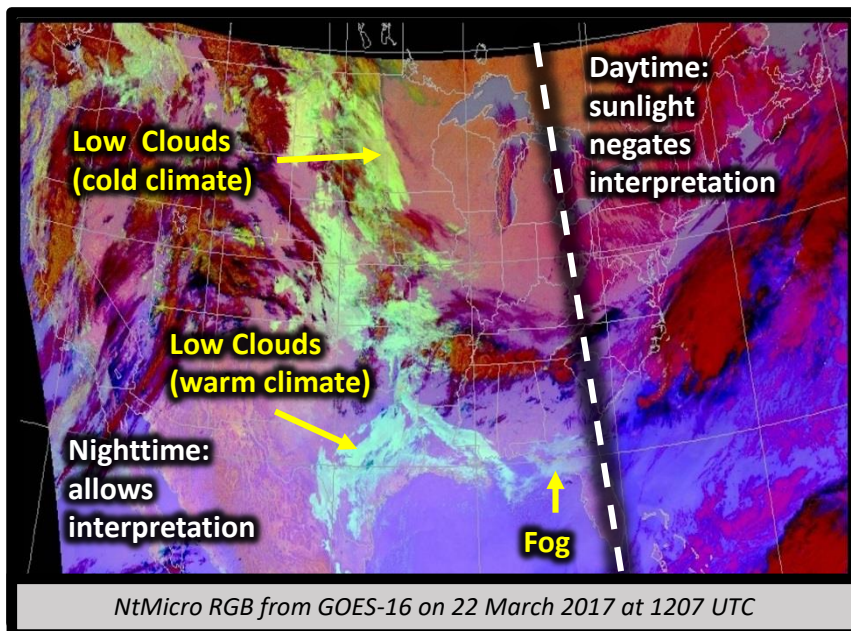 Daytime:
sunlight
negates
interpretation
Low Clouds
(cold climate)
Low Clouds
(warm climate)
Nighttime:
allows
interpretation
Fog
NtMicro RGB from GOES-16 on 22 March 2017 at 1207 UTC